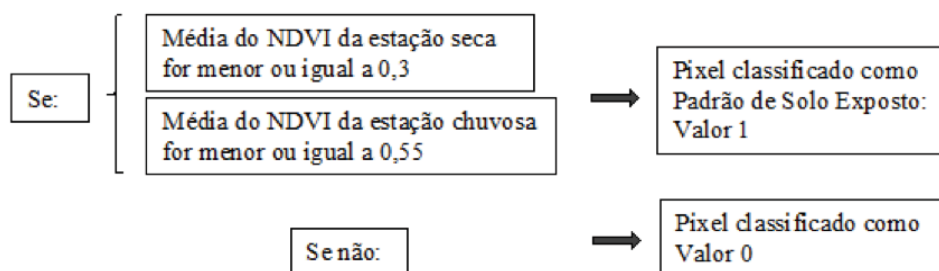 Se:
Média do NDVI da estação seca
for menor ou igual a 0,3
Média do NDVI da estação chuvosa
for menor ou igual a 0,55
Pixel classificado como
Padrão de Solo Exposto:
Valor 1
Se não:
Pixel classificado como
Valor 0